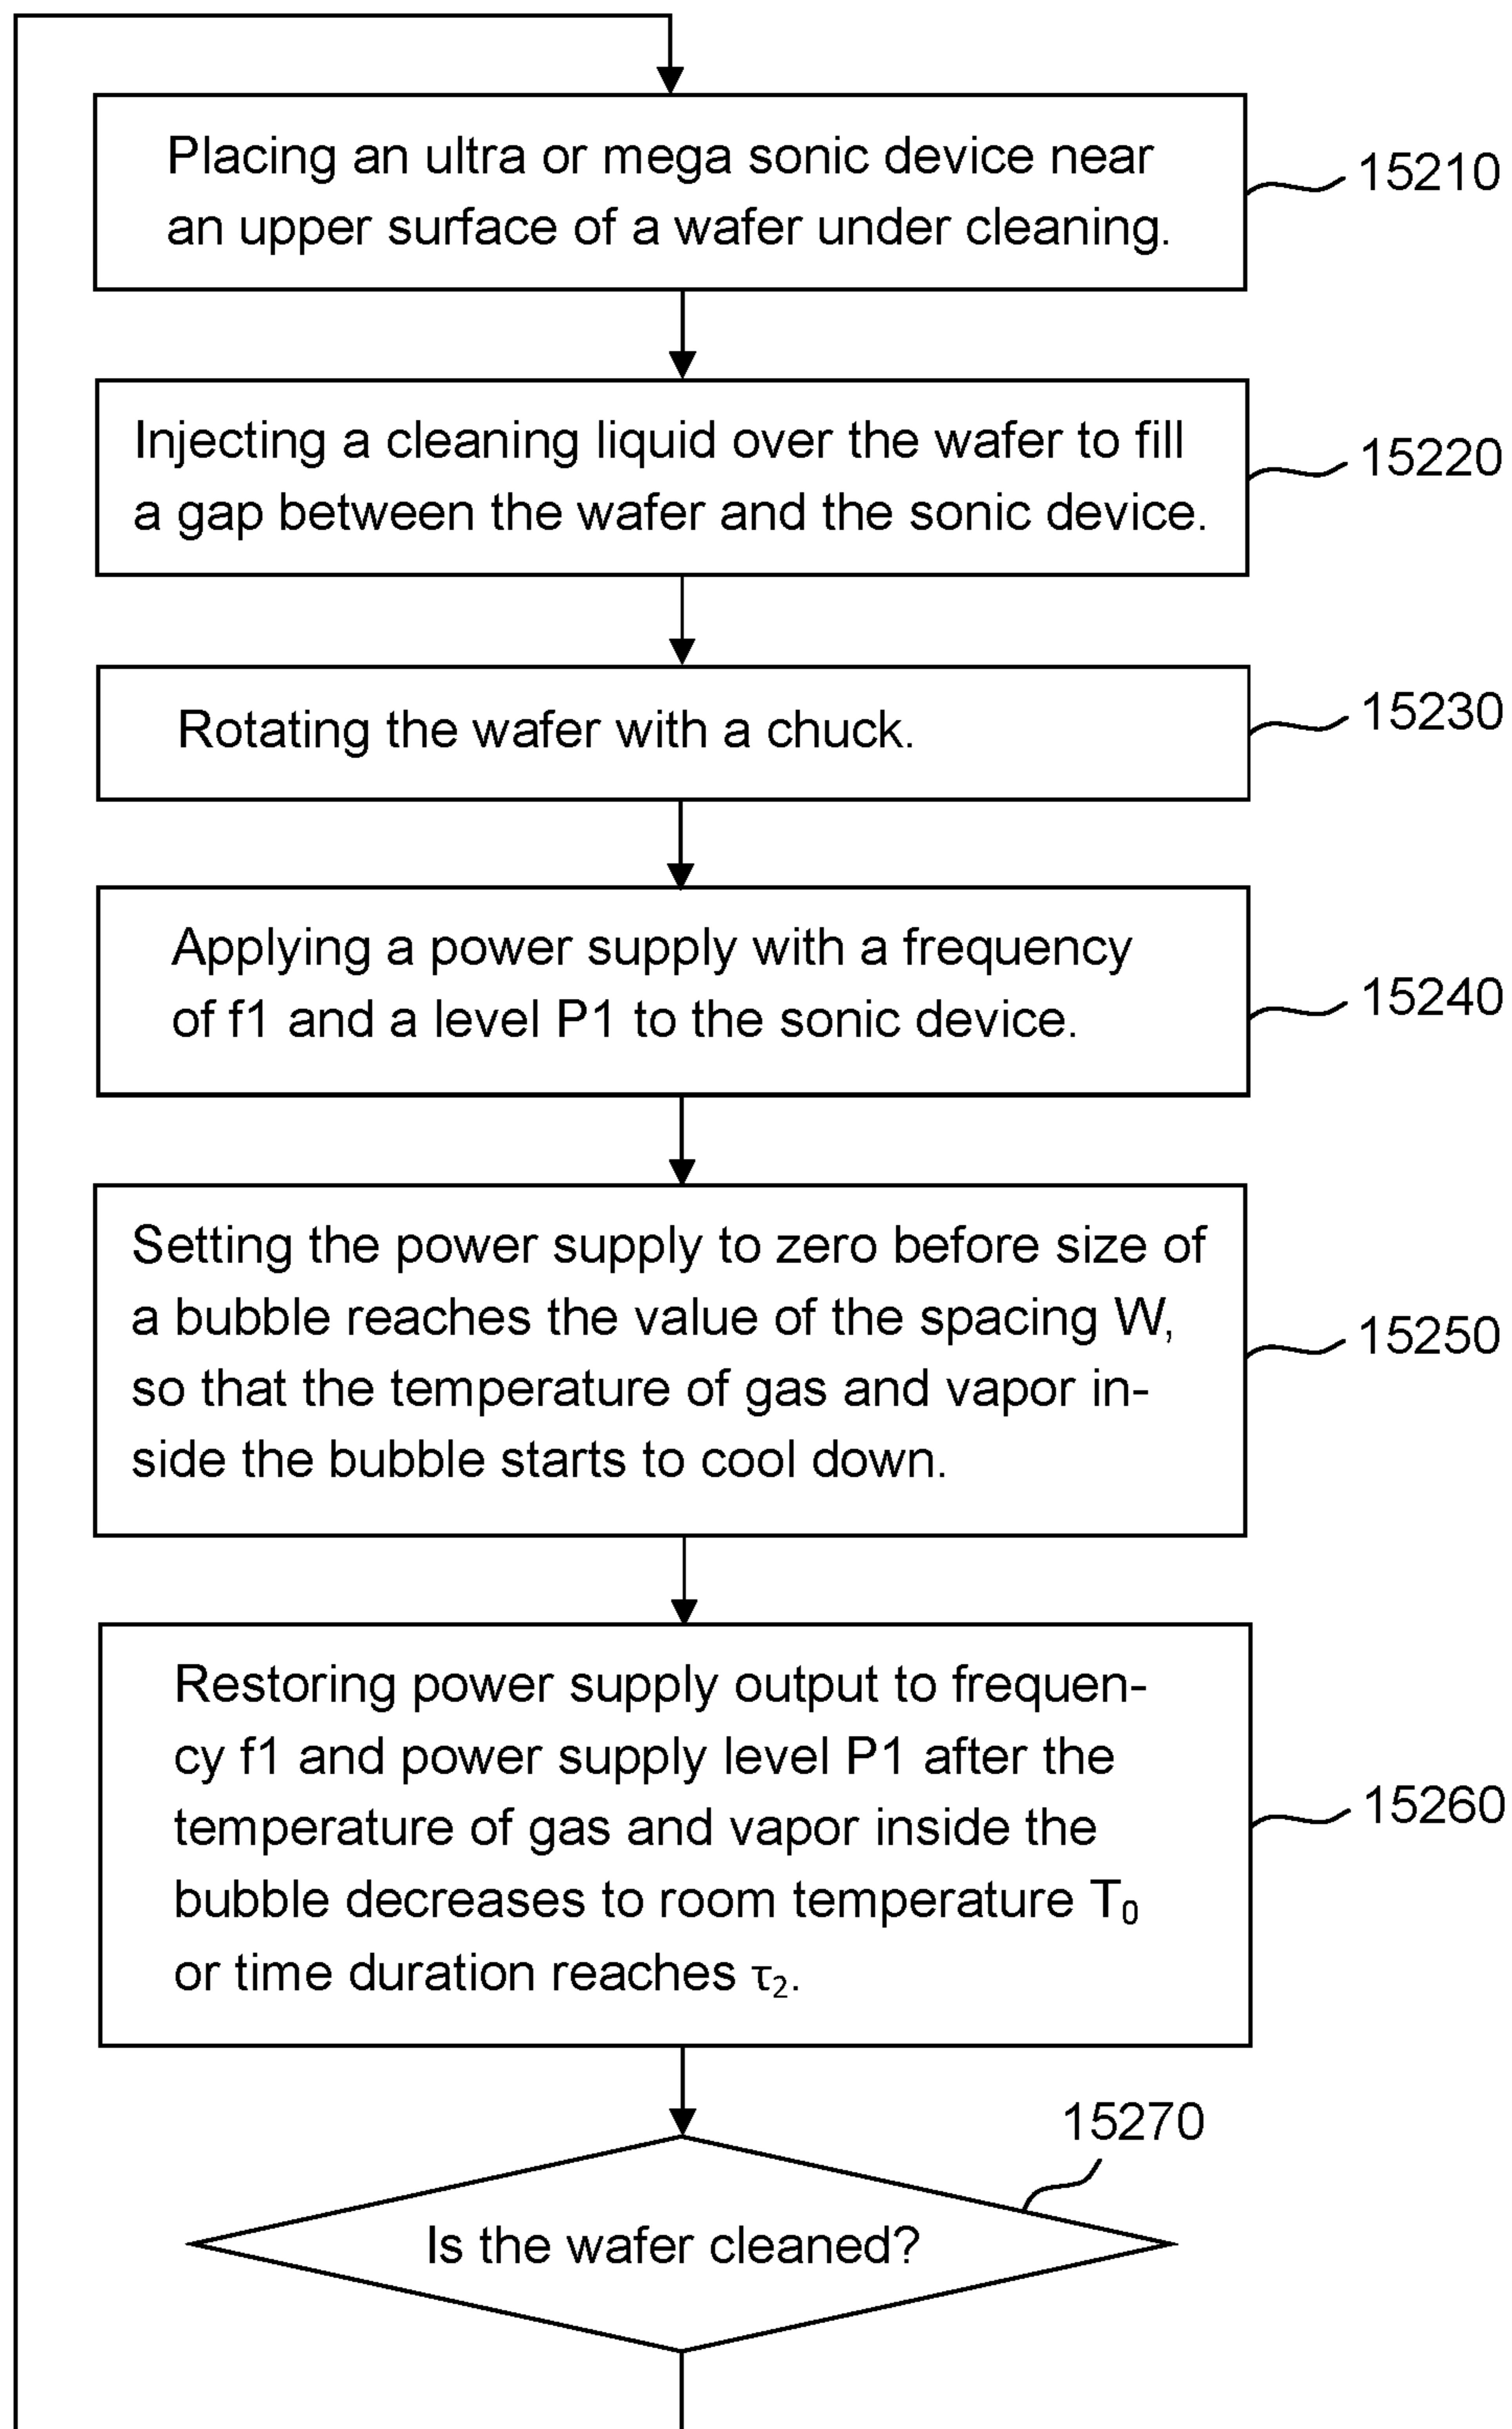 Placing an ultra or mega sonic device near
an upper surface of a wafer under cleaning.
15210
Injecting a cleaning liquid over the wafer to fill
a gap between the wafer and the sonic device.
15220
Rotating the wafer with a chuck.
15230
Applying a power supply with a frequency
of f1 and a level P1 to the sonic device.
15240
Setting the power supply to zero before size of
a bubble reaches the value of the spacing W,
so that the temperature of gas and vapor in-
side the bubble starts to cool down.
15250
Restoring power supply output to frequen-
cy f1 and power supply level P1 after the
temperature of gas and vapor inside the
bubble decreases to room temperature T₀
or time duration reaches τ₂.
15260
15270
Is the wafer cleaned?